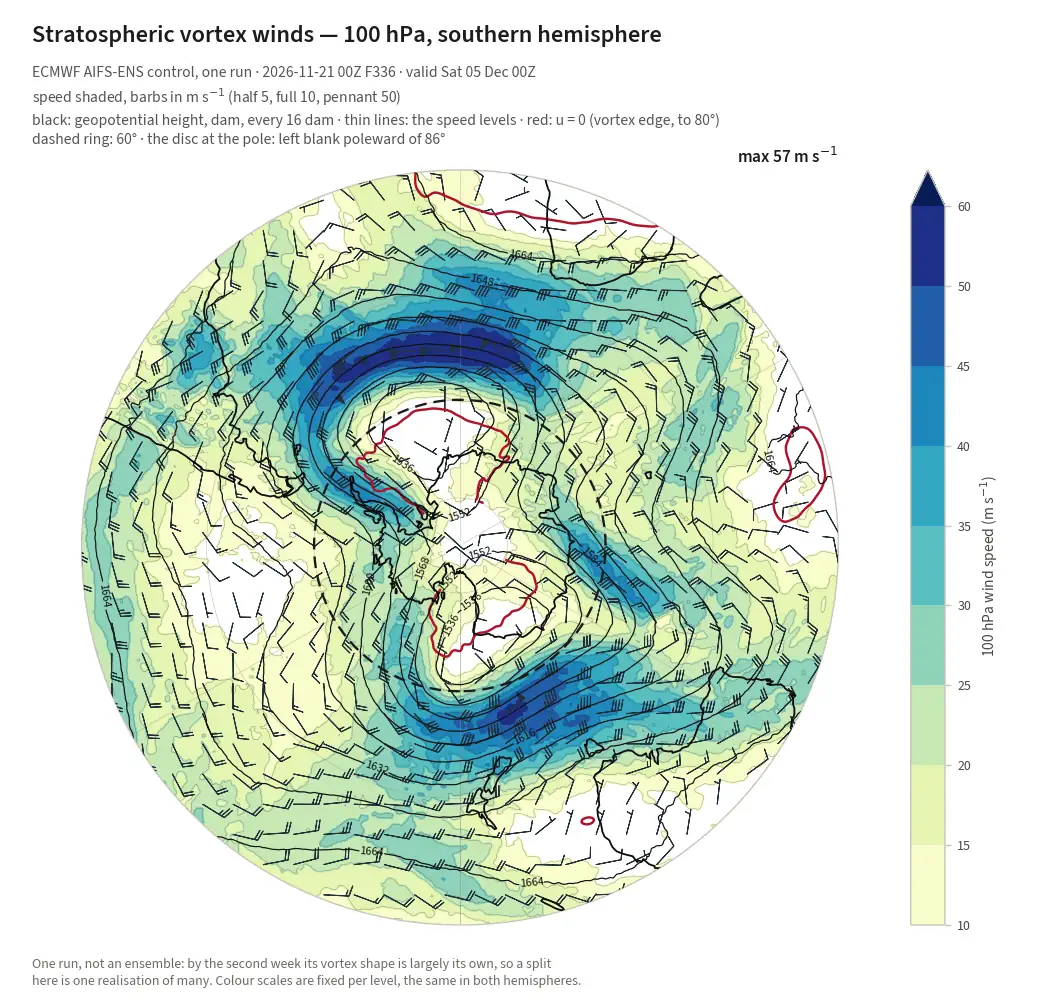 Stratospheric vortex winds — 100 hPa, southern hemisphere
ECMWF AIFS-ENS control, one run · 2026-11-21 00Z F336 · valid Sat 05 Dec 00Z
speed shaded, barbs in m s⁻¹ (half 5, full 10, pennant 50)
black: geopotential height, dam, every 16 dam · thin lines: the speed levels · red: u = 0 (vortex edge, to 80°)
dashed ring: 60° · the disc at the pole: left blank poleward of 86°
max 57 m s⁻¹
60
50
45
40
35
30
25
20
15
10
100 hPa wind speed (m s⁻¹)
1664
1648
1664
1536
1552
1552
1568
1536
1536
1664
1616
1632
1664
1664
One run, not an ensemble: by the second week its vortex shape is largely its own, so a split
here is one realisation of many. Colour scales are fixed per level, the same in both hemispheres.